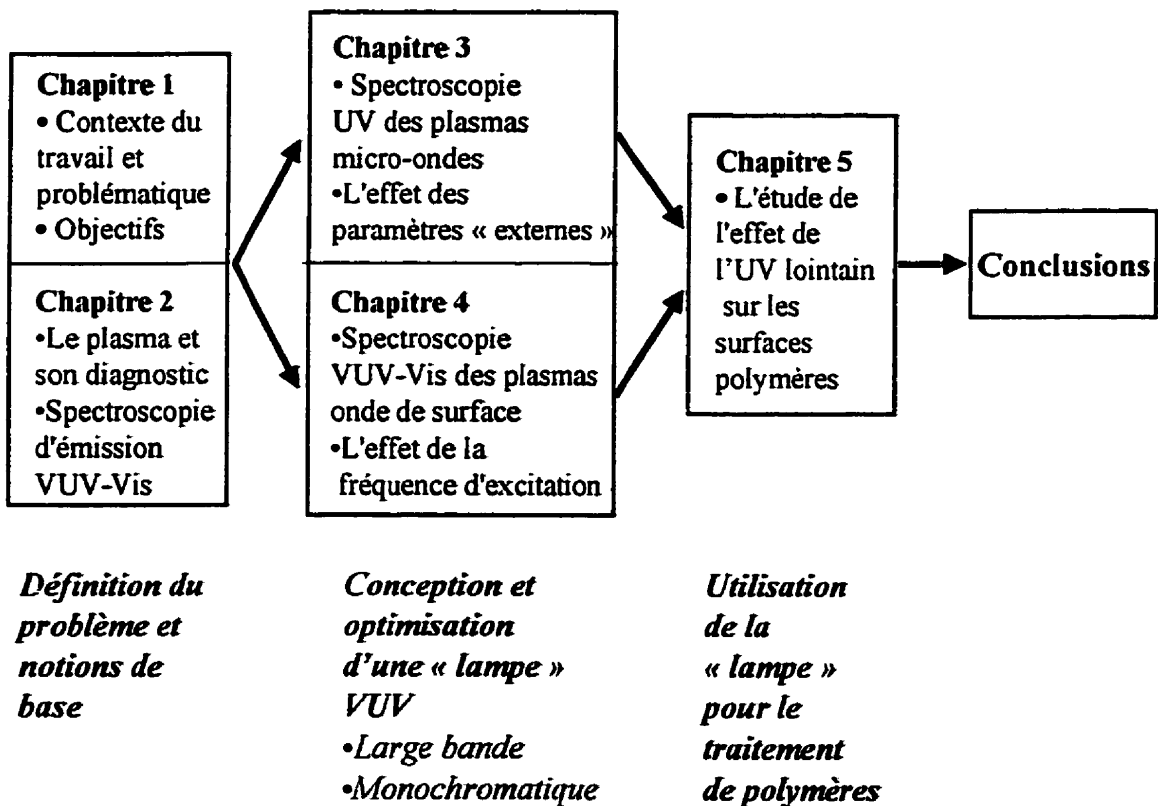 Chapitre 1
• Contexte du
travail et
problématique
• Objectifs
Chapitre 2
•Le plasma et
son diagnostic
•Spectroscopie
d'émission
VUV-Vis
Chapitre 3
• Spectroscopie
UV des plasmas
micro-ondes
•L'effet des
paramètres « externes »
Chapitre 4
•Spectroscopie
VUV-Vis des plasmas
onde de surface
•L'effet de la
fréquence d'excitation
Chapitre 5
• L'étude de
l'effet de
l'UV lointain
sur les
surfaces
polymères
Conclusions
Définition du
problème et
notions de
base
Conception et
optimisation
d'une « lampe »
VUV
•Large bande
•Monochromatique
Utilisation
de la
« lampe »
pour le
traitement
de polymères